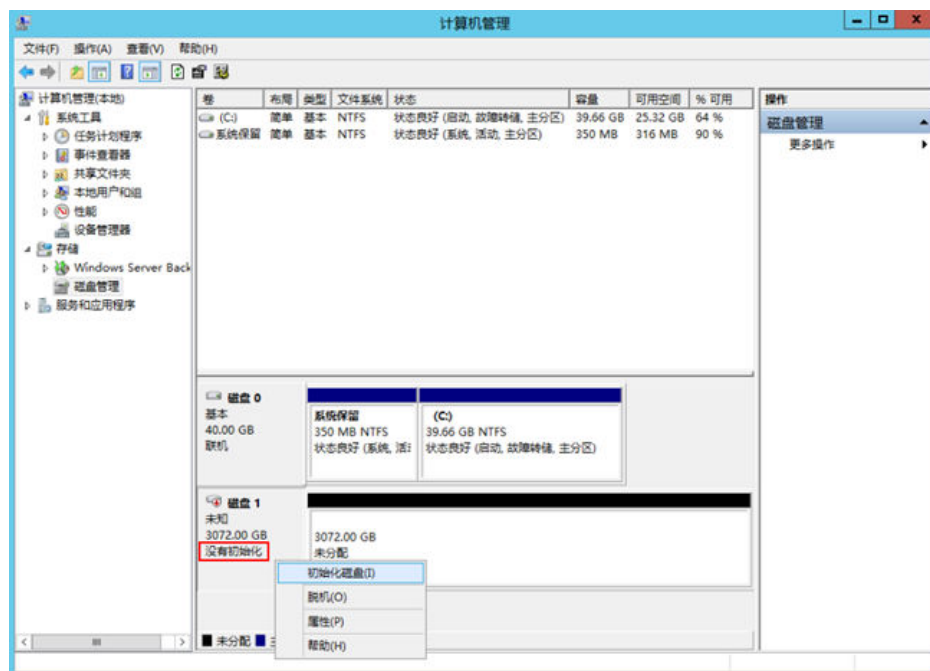 计算机管理
文件(F) 操作(A) 查看(V) 帮助(H)
计算机管理(本地)
系统工具
任务计划程序
事件查看器
共享文件夹
本地用户和组
性能
设备管理器
存储
Windows Server Back
磁盘管理
服务和应用程序
卷 布局 类型 文件系统 状态 容量 可用空间 % 可用
(C:) 简单 基本 NTFS 状态良好 (启动, 故障转储, 主分区) 39.66 GB 25.32 GB 64 %
系统保留 简单 基本 NTFS 状态良好 (系统, 活动, 主分区) 350 MB 316 MB 90 %
磁盘 0
基本
40.00 GB
联机
系统保留
350 MB NTFS
状态良好 (系统, 活
(C:)
39.66 GB NTFS
状态良好 (启动, 故障转储, 主分区)
磁盘 1
未知
3072.00 GB
没有初始化
3072.00 GB
未分配
初始化磁盘(I)
脱机(O)
属性(P)
帮助(H)
未分配
操作
磁盘管理
更多操作